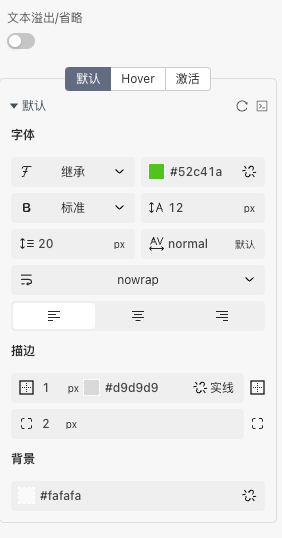 文本溢出/省略
默认 Hover 激活
默认
字体
继承 #52c41a
B 标准 A 12 px
20 px AV normal 默认
nowrap
描边
1 px #d9d9d9 实线
2 px
背景
#fafafa